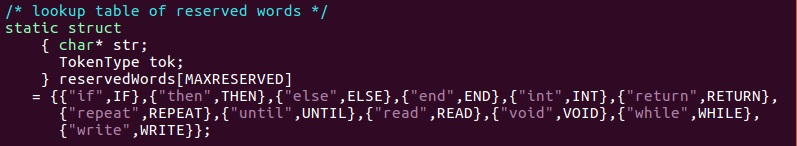 /* lookup table of reserved words */
static struct
    { char* str;
      TokenType tok;
    } reservedWords[MAXRESERVED]
   = {{"if",IF},{"then",THEN},{"else",ELSE},{"end",END},{"int",INT},{"return",RETURN},
      {"repeat",REPEAT},{"until",UNTIL},{"read",READ},{"void",VOID},{"while",WHILE},
      {"write",WRITE}};